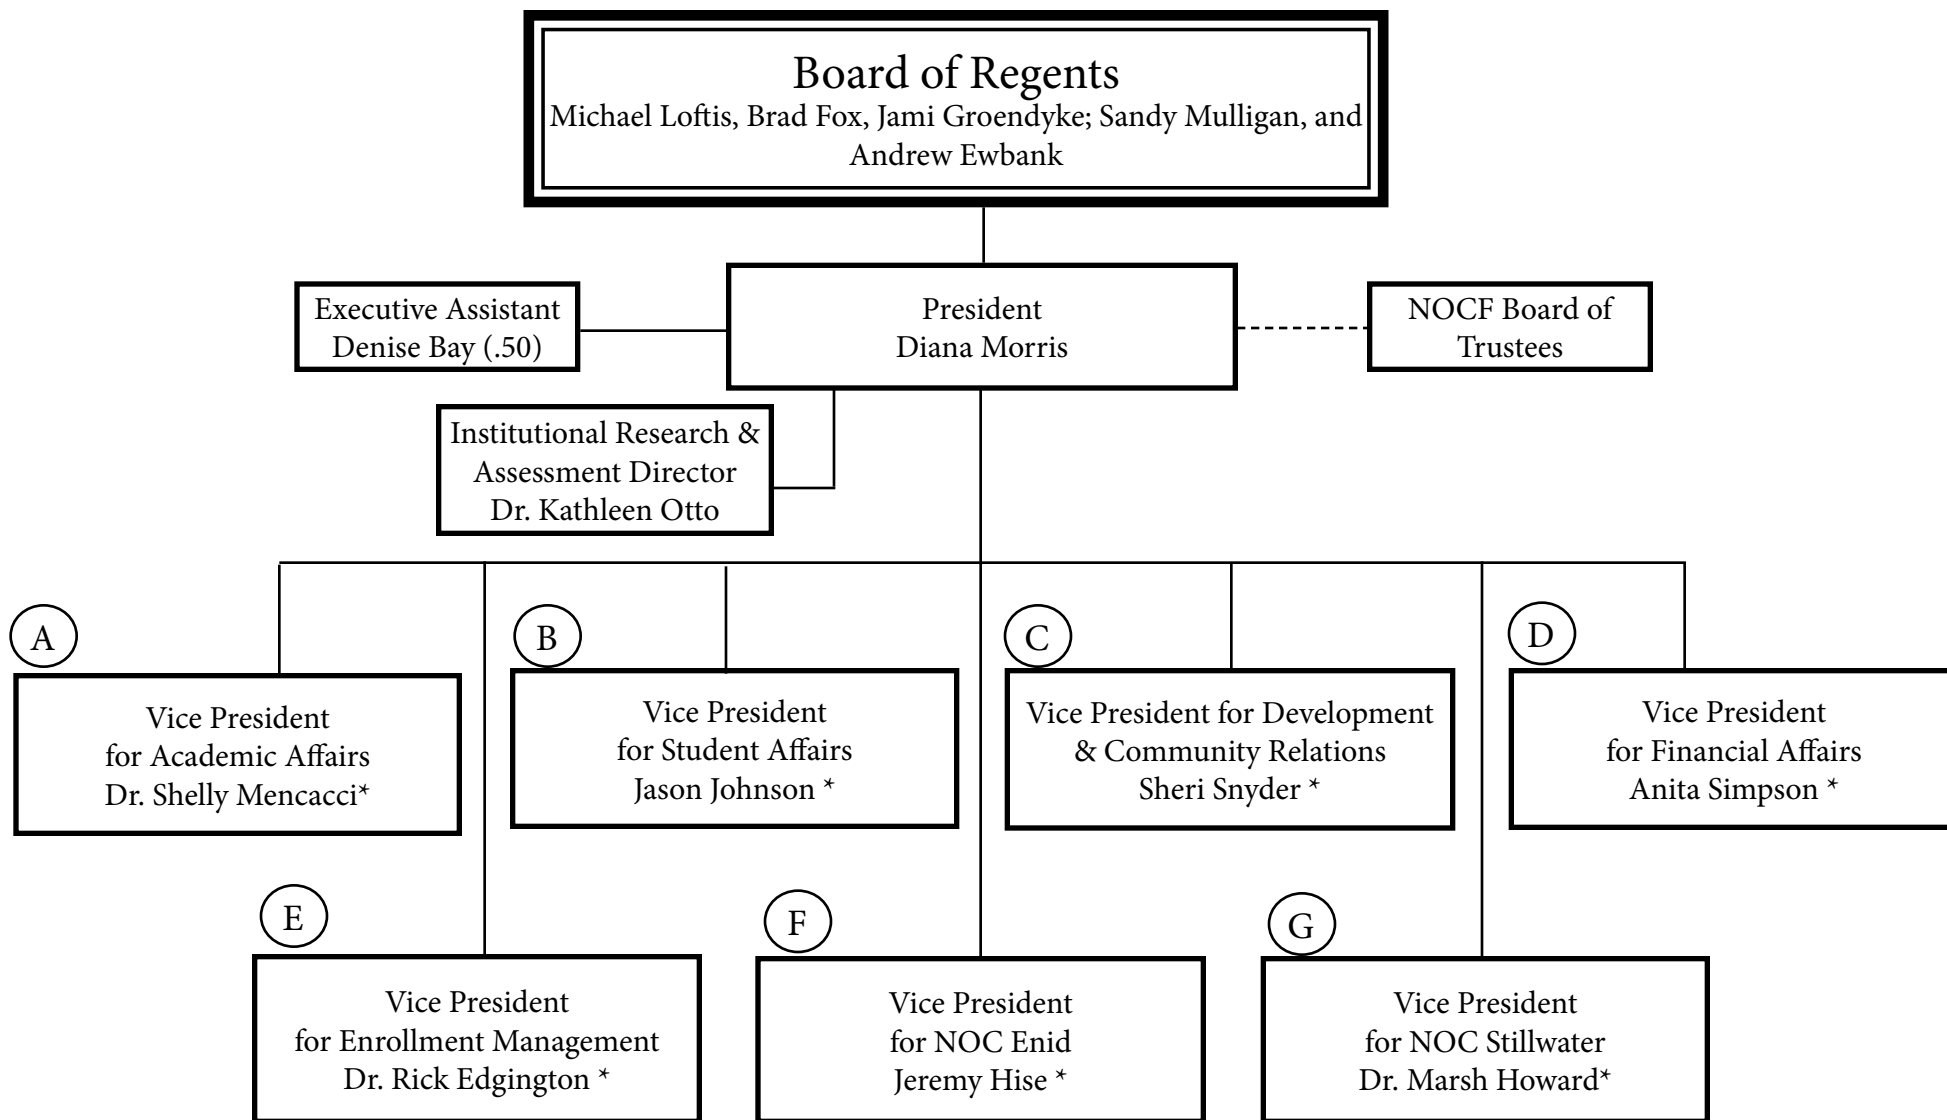 Board of Regents
Michael Loftis, Brad Fox, Jami Groendyke; Sandy Mulligan, and
Andrew Ewbank
Executive Assistant
Denise Bay (.50)
President
Diana Morris
NOCF Board of
Trustees
Institutional Research &
Assessment Director
Dr. Kathleen Otto
A
Vice President
for Academic Affairs
Dr. Shelly Mencacci*
B
Vice President
for Student Affairs
Jason Johnson *
C
Vice President for Development
& Community Relations
Sheri Snyder *
D
Vice President
for Financial Affairs
Anita Simpson *
E
Vice President
for Enrollment Management
Dr. Rick Edgington *
F
Vice President
for NOC Enid
Jeremy Hise *
G
Vice President
for NOC Stillwater
Dr. Marsh Howard*